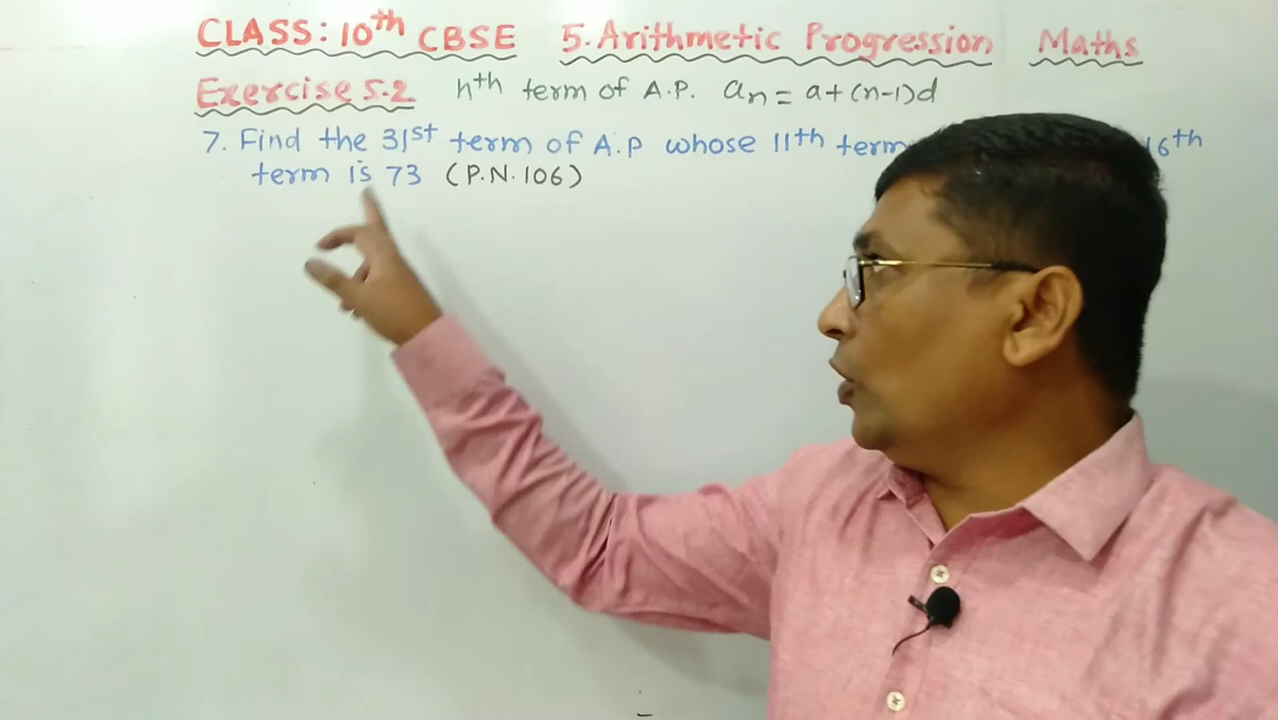 CLASS: 10th CBSE 5. Arithmetic Progression Maths
Exercise 5.2 nth term of A.P. an = a+(n-1)d
7. Find the 31st term of A.P whose 11th term 16th
term is 73 (P.N. 106)